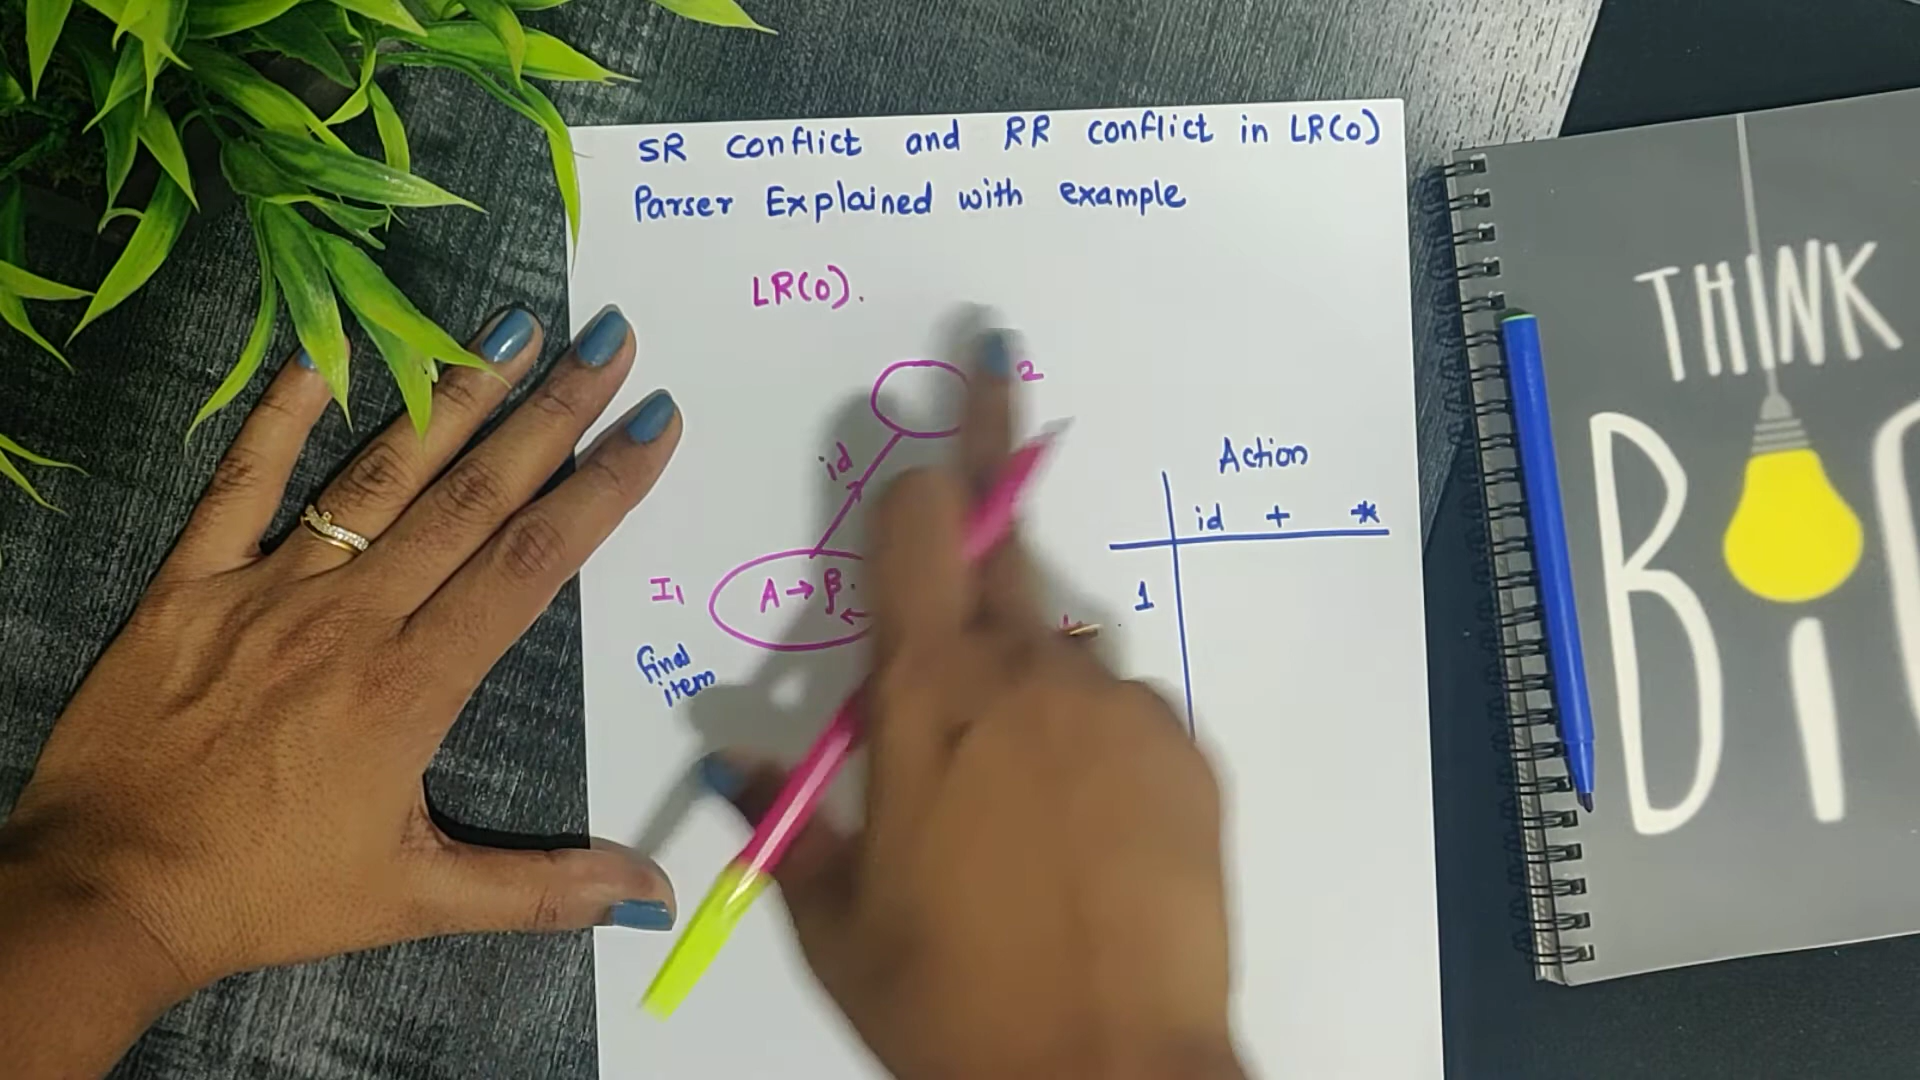 SR conflict and RR conflict in LR(0)
Parser Explained with example
LR(0).
2
id
Action
id + *
I1 A → β.
←
1
final
item
THINK
BIG